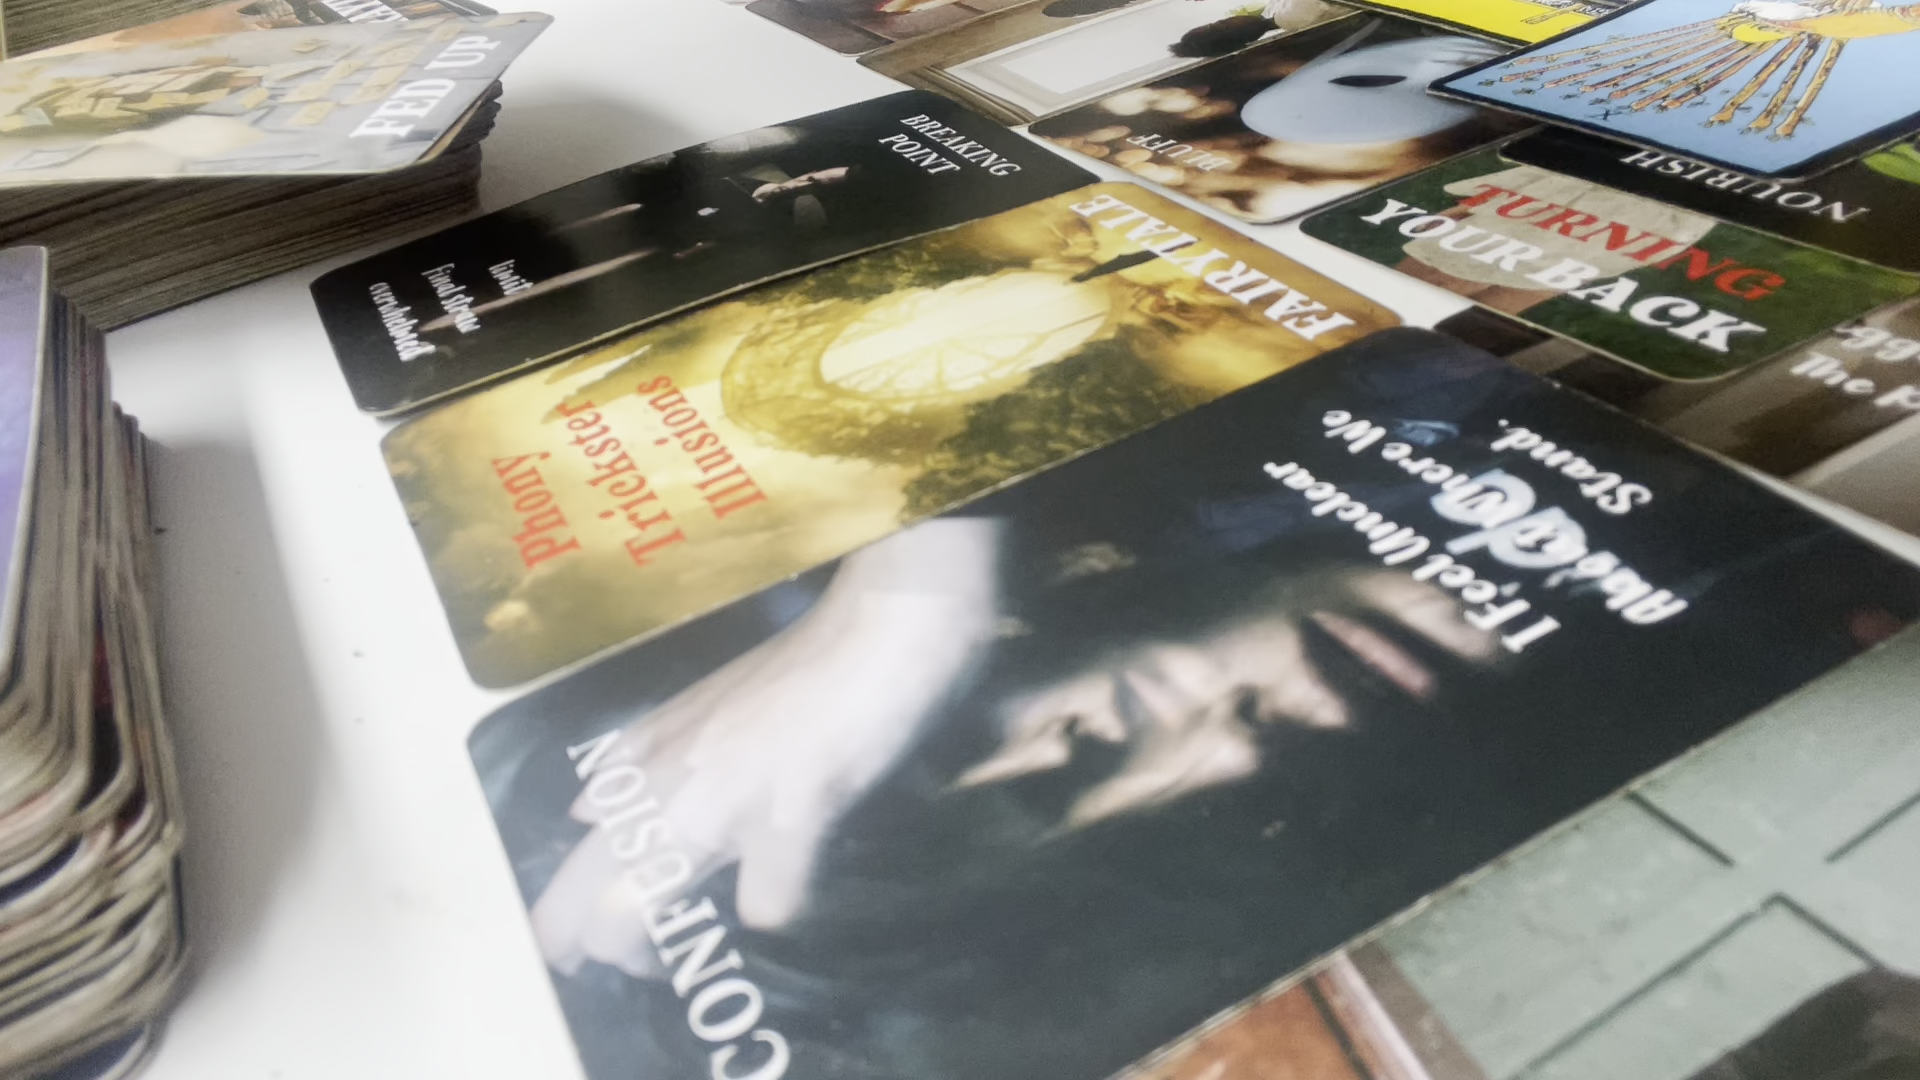 FED UP
BREAKING
POINT
limit
Final straw
overwhelmed
BLUFF
NOURISH
TURNING
YOUR BACK
The
FAIRYTALE
Phony
Trickster
Illusions
I Feel Unclear
About Where We
Stand.
CONFUSION